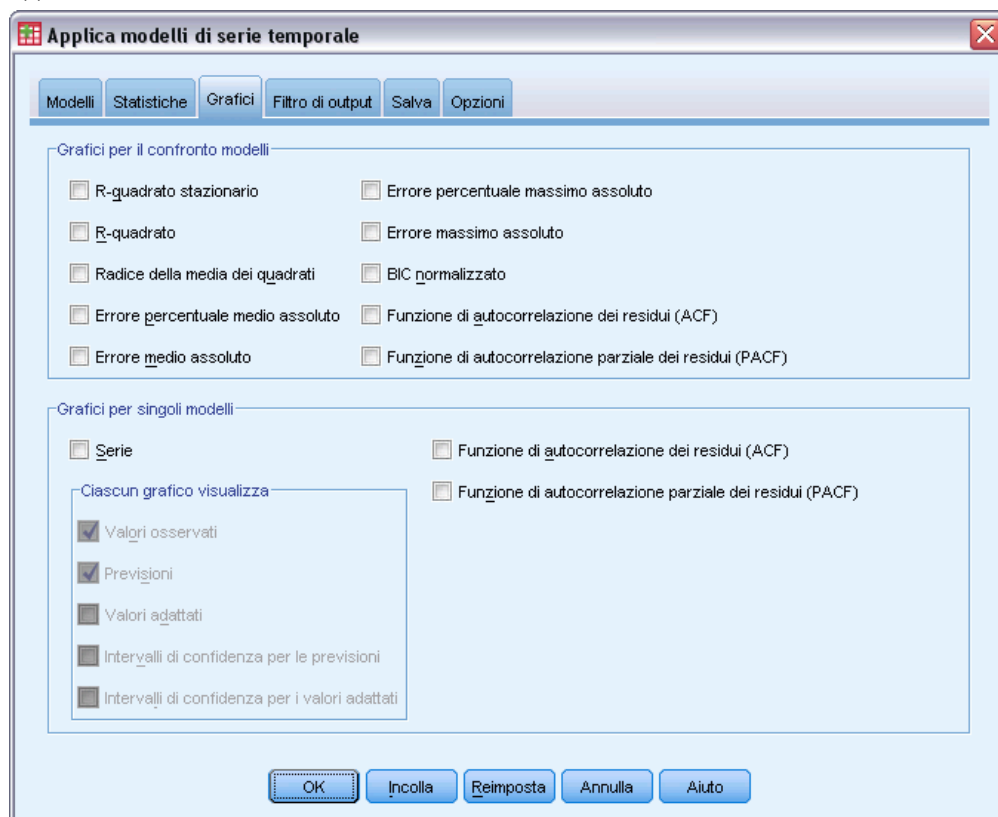 Applica modelli di serie temporale
Modelli Statistiche Grafici Filtro di output Salva Opzioni
Grafici per il confronto modelli
R-quadrato stazionario
Errore percentuale massimo assoluto
R-quadrato
Errore massimo assoluto
Radice della media dei quadrati
BIC normalizzato
Errore percentuale medio assoluto
Funzione di autocorrelazione dei residui (ACF)
Errore medio assoluto
Funzione di autocorrelazione parziale dei residui (PACF)
Grafici per singoli modelli
Serie
Funzione di autocorrelazione dei residui (ACF)
Funzione di autocorrelazione parziale dei residui (PACF)
Ciascun grafico visualizza
Valori osservati
Previsioni
Valori adattati
Intervalli di confidenza per le previsioni
Intervalli di confidenza per i valori adattati
OK Incolla Reimposta Annulla Aiuto